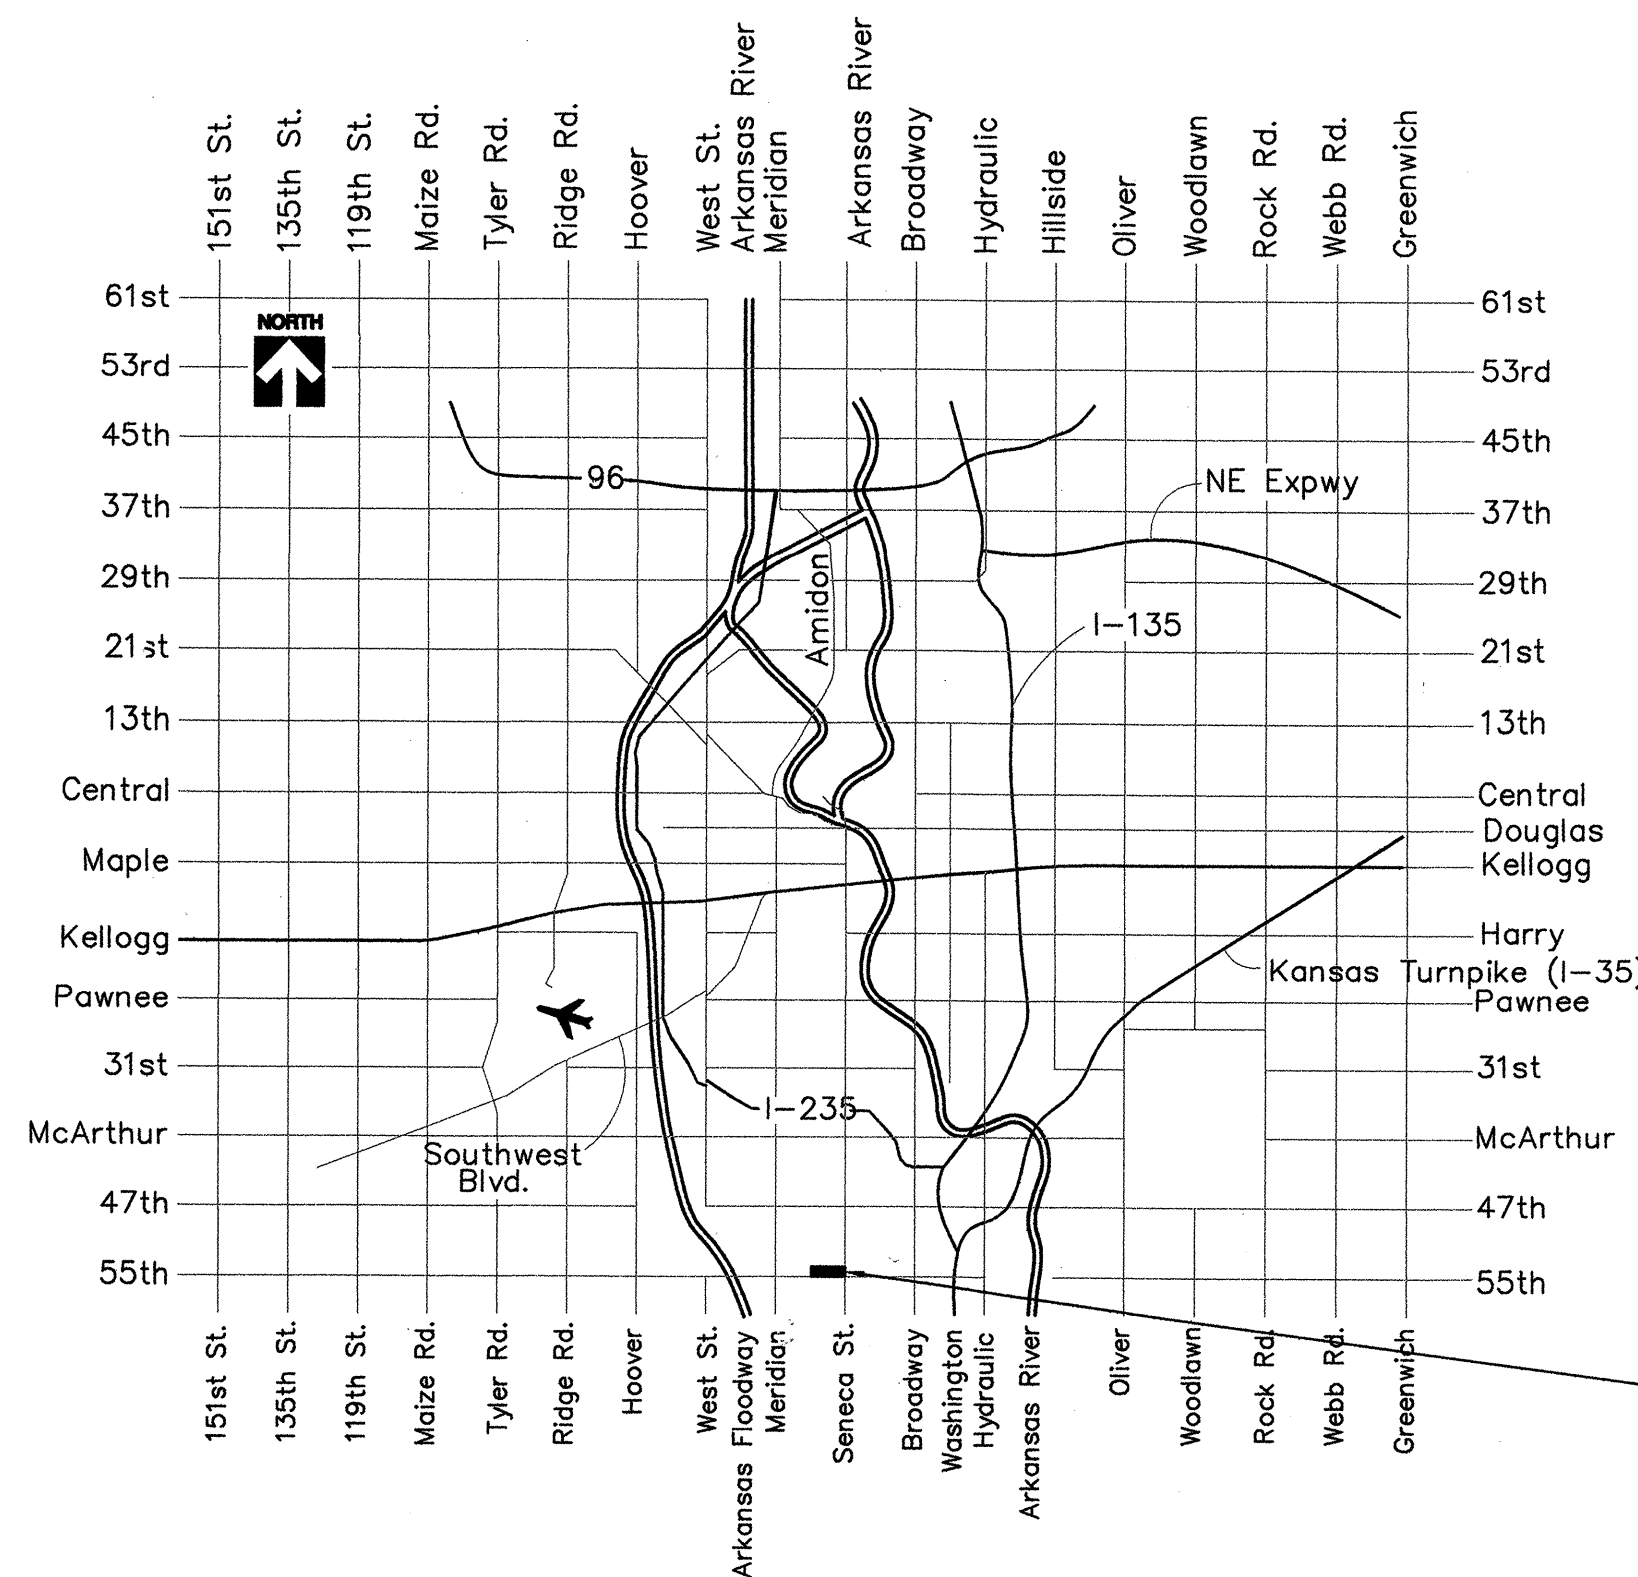 151st St.
135th St.
119th St.
Maize Rd.
Tyler Rd.
Ridge Rd.
Hoover
West St.
Arkansas River
Meridian
Arkansas River
Broadway
Hydraulic
Hillside
Oliver
Woodlawn
Rock Rd.
Webb Rd.
Greenwich
61st
61st
NORTH
53rd
53rd
45th
45th
96
NE Expwy
37th
37th
29th
29th
Amidon
I-135
21st
21st
13th
13th
Central
Central
Douglas
Maple
Kellogg
Kellogg
Harry
Kansas Turnpike (I-35)
Pawnee
Pawnee
31st
31st
I-235
McArthur
McArthur
Southwest
Blvd.
47th
47th
55th
55th
151st St.
135th St.
119th St.
Maize Rd.
Tyler Rd.
Ridge Rd.
Hoover
West St.
Arkansas Floodway
Meridian
Seneca St.
Broadway
Washington
Hydraulic
Arkansas River
Oliver
Woodlawn
Rock Rd.
Webb Rd.
Greenwich